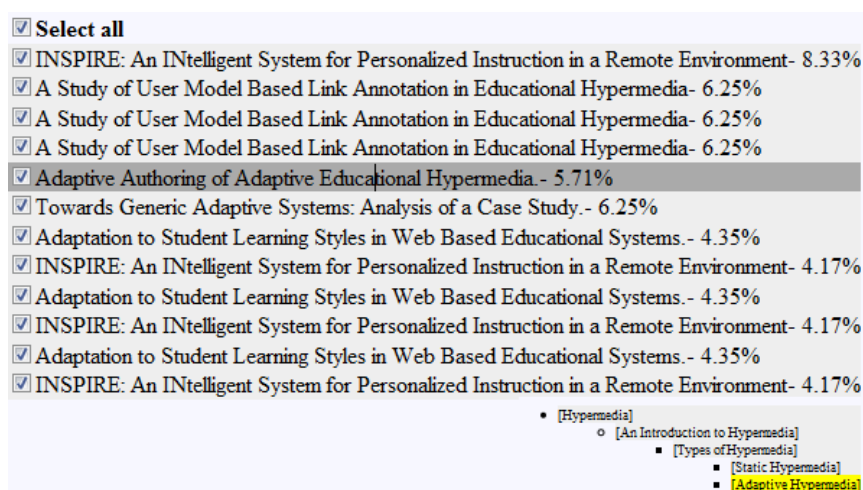 Select all
INSPIRE: An INtelligent System for Personalized Instruction in a Remote Environment- 8.33%
A Study of User Model Based Link Annotation in Educational Hypermedia- 6.25%
A Study of User Model Based Link Annotation in Educational Hypermedia- 6.25%
A Study of User Model Based Link Annotation in Educational Hypermedia- 6.25%
Adaptive Authoring of Adaptive Educational Hypermedia.- 5.71%
Towards Generic Adaptive Systems: Analysis of a Case Study.- 6.25%
Adaptation to Student Learning Styles in Web Based Educational Systems.- 4.35%
INSPIRE: An INtelligent System for Personalized Instruction in a Remote Environment- 4.17%
Adaptation to Student Learning Styles in Web Based Educational Systems.- 4.35%
INSPIRE: An INtelligent System for Personalized Instruction in a Remote Environment- 4.17%
Adaptation to Student Learning Styles in Web Based Educational Systems.- 4.35%
INSPIRE: An INtelligent System for Personalized Instruction in a Remote Environment- 4.17%
[Hypermedia]
[An Introduction to Hypermedia]
[Types of Hypermedia]
[Static Hypermedia]
[Adaptive Hypermedia]